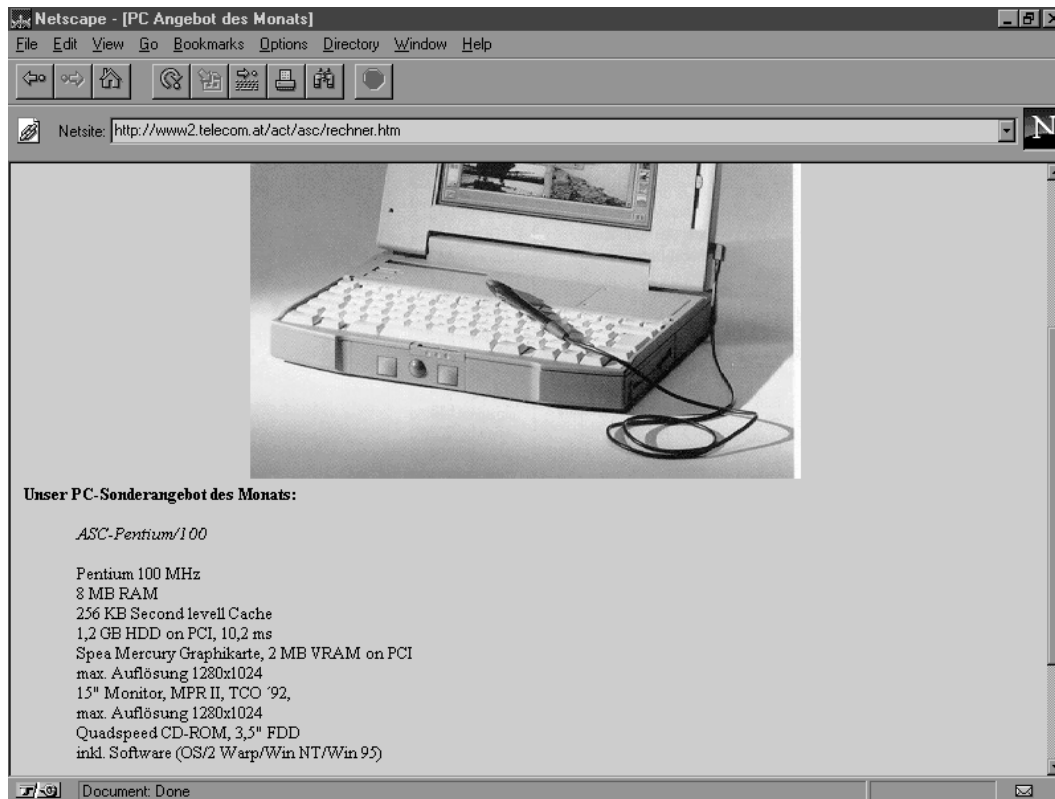 Netscape - [PC Angebot des Monats]
File Edit View Go Bookmarks Options Directory Window Help
Netsite: http://www2.telecom.at/act/asc/rechner.htm
N
Unser PC-Sonderangebot des Monats:
ASC-Pentium/100
Pentium 100 MHz
8 MB RAM
256 KB Second levell Cache
1,2 GB HDD on PCI, 10,2 ms
Spea Mercury Graphikarte, 2 MB VRAM on PCI
max. Auflösung 1280x1024
15" Monitor, MPR II, TCO ´92,
max. Auflösung 1280x1024
Quadspeed CD-ROM, 3,5" FDD
inkl. Software (OS/2 Warp/Win NT/Win 95)
Document: Done